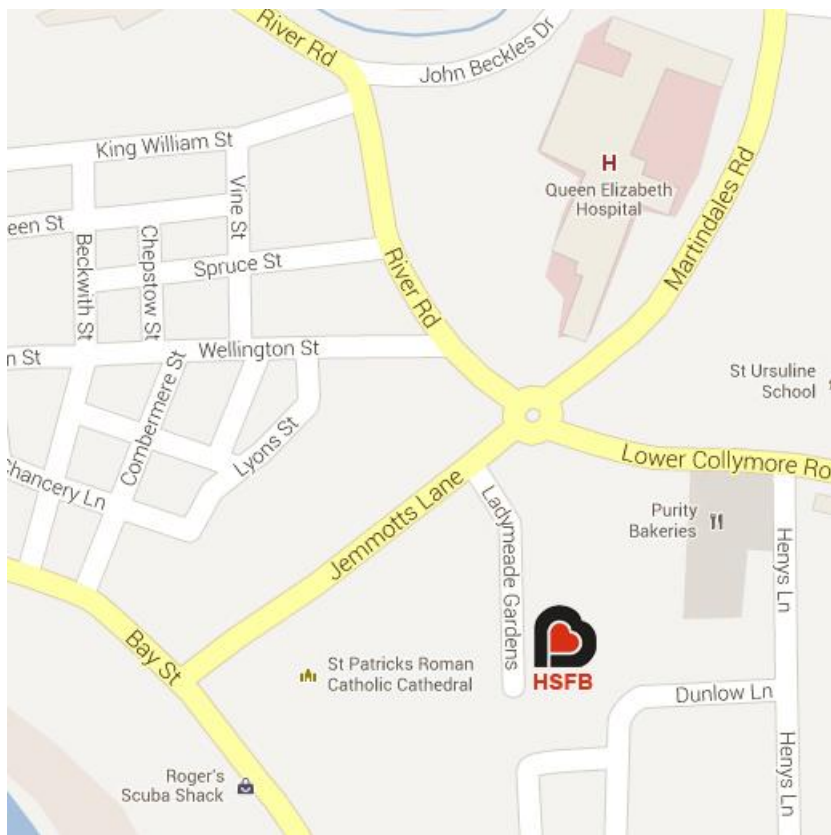 River Rd
John Beckles Dr
King William St
H
Queen Elizabeth
Hospital
Martindales Rd
Vine St
een St
Beckwith St
Chepstow St
Spruce St
River Rd
n St
Wellington St
St Ursuline
School
Combermere St
Lyons St
Chancery Ln
Lower Collymore Ro
Jemmotts Lane
Ladymeade Gardens
Purity
Bakeries
Henys Ln
Bay St
St Patricks Roman
Catholic Cathedral
HSFB
Dunlow Ln
Henys Ln
Roger's
Scuba Shack